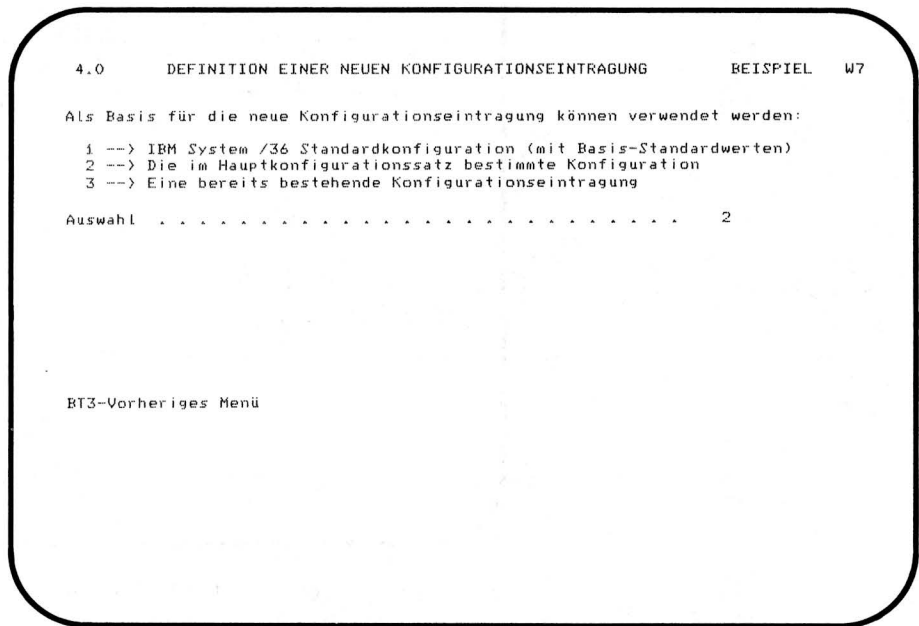 4.0 DEFINITION EINER NEUEN KONFIGURATIONSEINTRAGUNG BEISPIEL W7
Als Basis für die neue Konfigurationseintragung können verwendet werden:
1 --> IBM System /36 Standardkonfiguration (mit Basis-Standardwerten)
2 --> Die im Hauptkonfigurationssatz bestimmte Konfiguration
3 --> Eine bereits bestehende Konfigurationseintragung
Auswahl . . . . . . . . . . . . . . . . . . . . . . . . . . 2
BT3-Vorheriges Menü